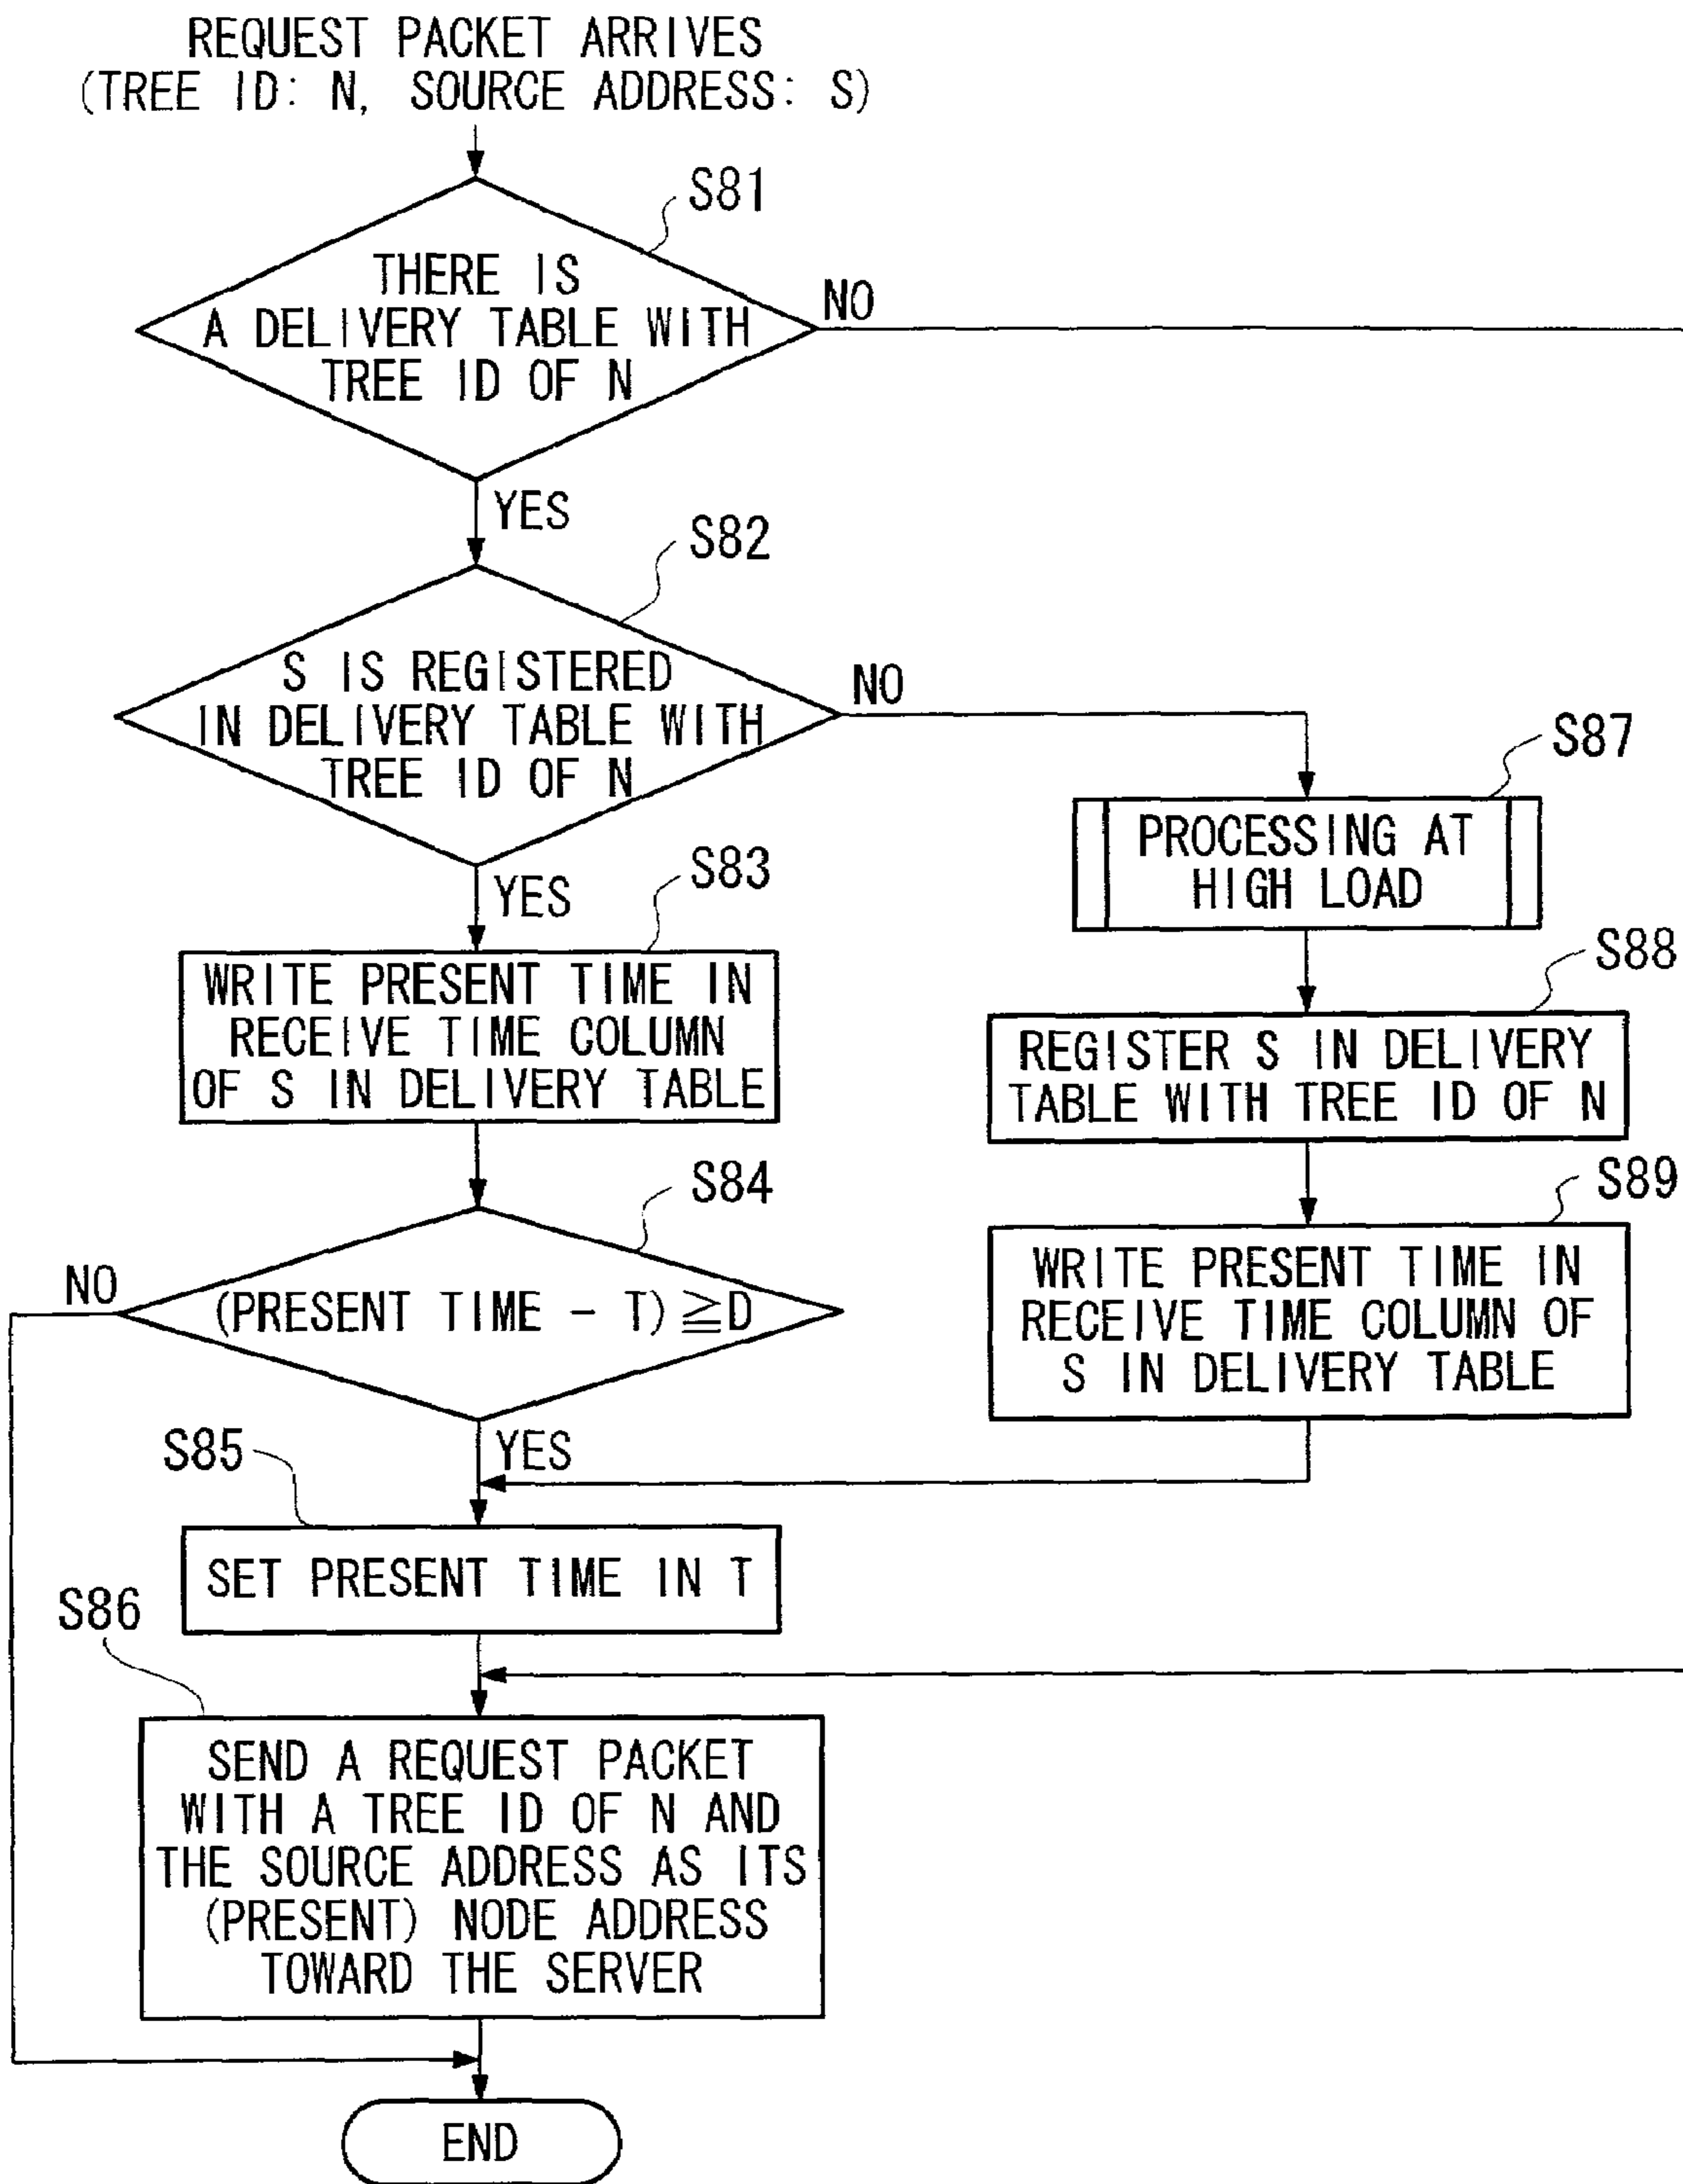 REQUEST PACKET ARRIVES
(TREE ID: N, SOURCE ADDRESS: S)
S81
THERE IS
A DELIVERY TABLE WITH
TREE ID OF N
NO
YES
S82
S IS REGISTERED
IN DELIVERY TABLE WITH
TREE ID OF N
NO
YES
S87
PROCESSING AT
HIGH LOAD
S83
WRITE PRESENT TIME IN
RECEIVE TIME COLUMN
OF S IN DELIVERY TABLE
S88
REGISTER S IN DELIVERY
TABLE WITH TREE ID OF N
S84
(PRESENT TIME - T) ≧D
NO
YES
S89
WRITE PRESENT TIME IN
RECEIVE TIME COLUMN OF
S IN DELIVERY TABLE
S85
SET PRESENT TIME IN T
S86
SEND A REQUEST PACKET
WITH A TREE ID OF N AND
THE SOURCE ADDRESS AS ITS
(PRESENT) NODE ADDRESS
TOWARD THE SERVER
END